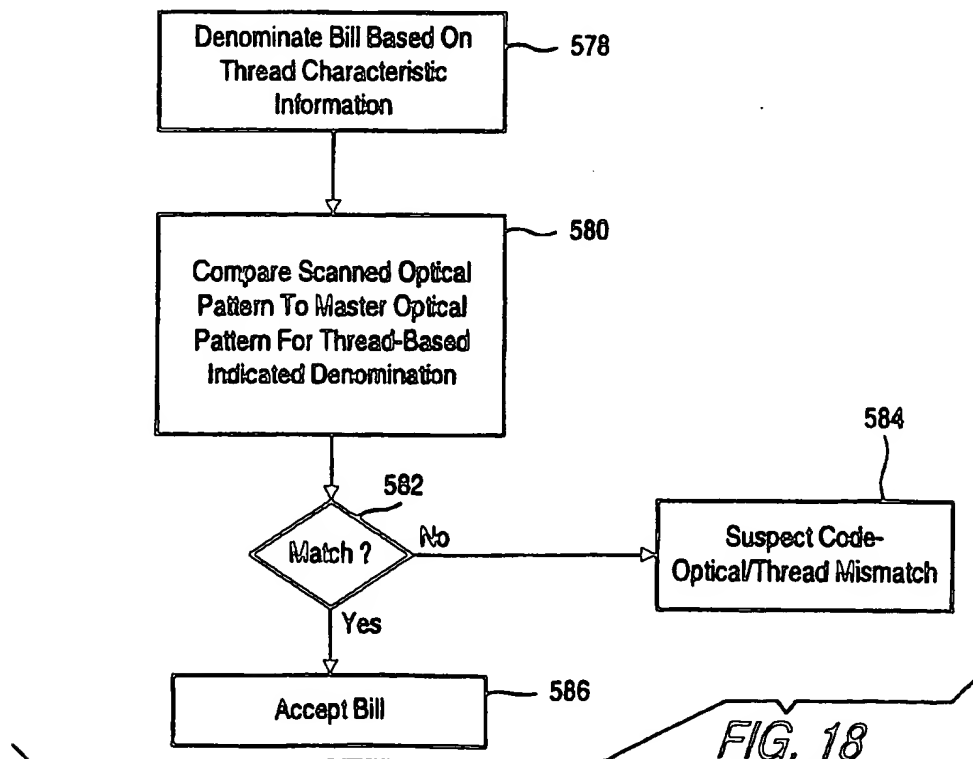 Denominate Bill Based On
Thread Characteristic
Information
578
Compare Scanned Optical
Pattern To Master Optical
Pattern For Thread-Based
Indicated Denomination
580
582
Match ?
No
584
Suspect Code-
Optical/Thread Mismatch
Yes
Accept Bill
586
FIG. 18